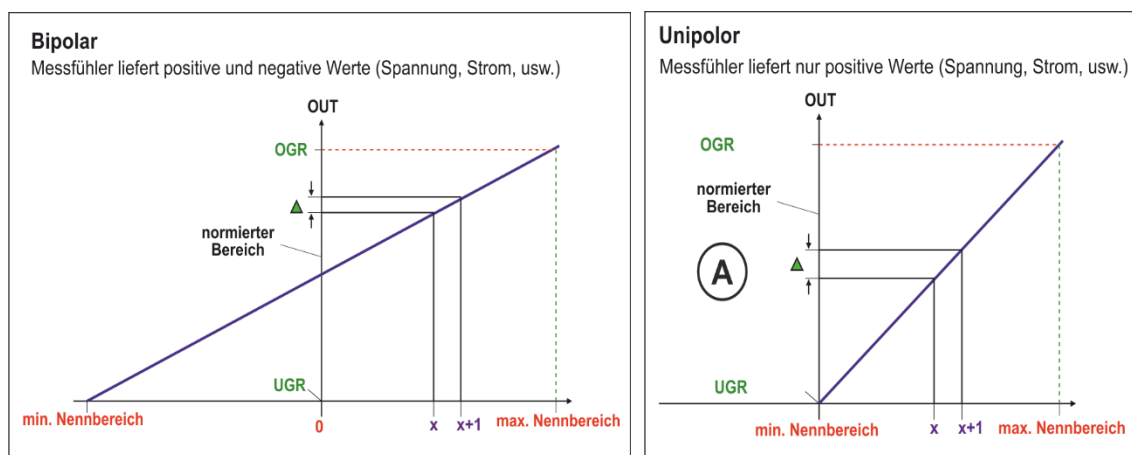 Bipolar
Messfühler liefert positive und negative Werte (Spannung, Strom, usw.)
OUT
OGR
normierter
Bereich
UGR
min. Nennbereich
0
x
x+1
max. Nennbereich
Unipolor
Messfühler liefert nur positive Werte (Spannung, Strom, usw.)
OUT
OGR
normierter
Bereich
A
UGR
min. Nennbereich
x
x+1
max. Nennbereich